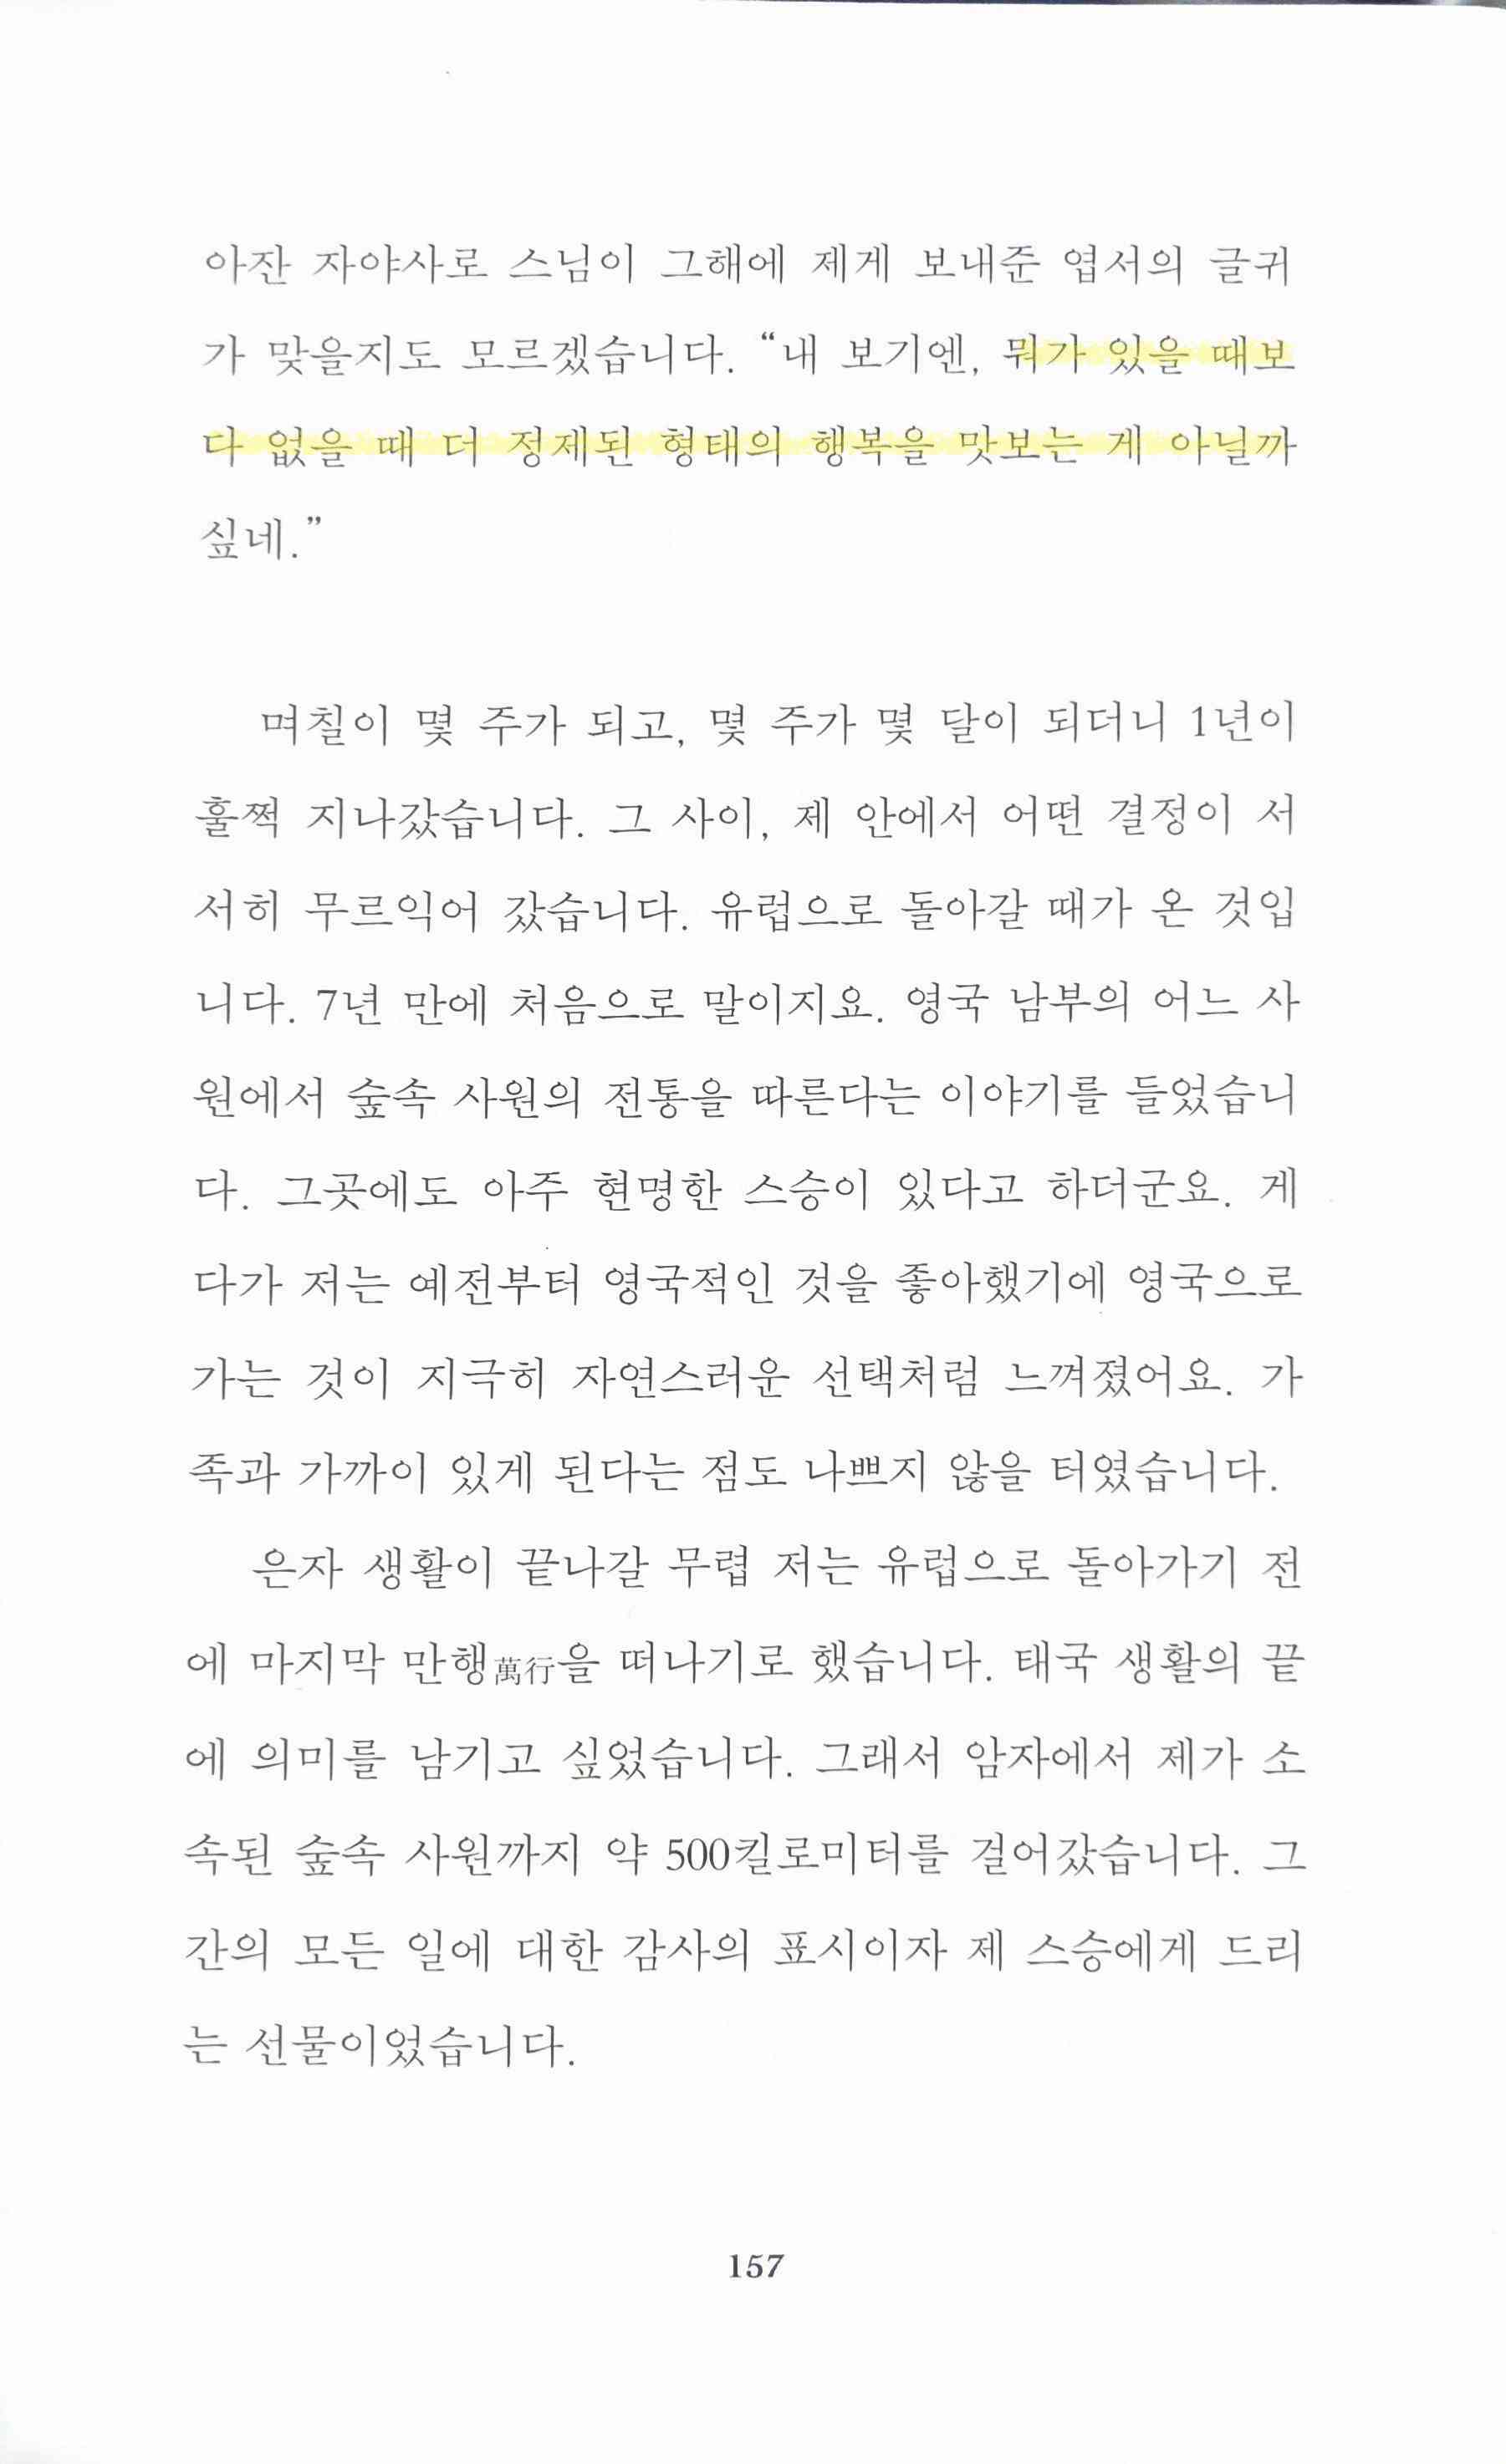 아잔 자야사로 스님이 그해에 제게 보내준 엽서의 글귀
가 맞을지도 모르겠습니다. “내 보기엔, 뭐가 있을 때보
다 없을 때 더 정제된 형태의 행복을 맛보는 게 아닐까
싶네.”
며칠이 몇 주가 되고, 몇 주가 몇 달이 되더니 1년이
훌쩍 지나갔습니다. 그 사이, 제 안에서 어떤 결정이 서
서히 무르익어 갔습니다. 유럽으로 돌아갈 때가 온 것입
니다. 7년 만에 처음으로 말이지요. 영국 남부의 어느 사
원에서 숲속 사원의 전통을 따른다는 이야기를 들었습니
다. 그곳에도 아주 현명한 스승이 있다고 하더군요. 게
다가 저는 예전부터 영국적인 것을 좋아했기에 영국으로
가는 것이 지극히 자연스러운 선택처럼 느껴졌어요. 가
족과 가까이 있게 된다는 점도 나쁘지 않을 터였습니다.
은자 생활이 끝나갈 무렵 저는 유럽으로 돌아가기 전
에 마지막 만행萬行을 떠나기로 했습니다. 태국 생활의 끝
에 의미를 남기고 싶었습니다. 그래서 암자에서 제가 소
속된 숲속 사원까지 약 500킬로미터를 걸어갔습니다. 그
간의 모든 일에 대한 감사의 표시이자 제 스승에게 드리
는 선물이었습니다.
157